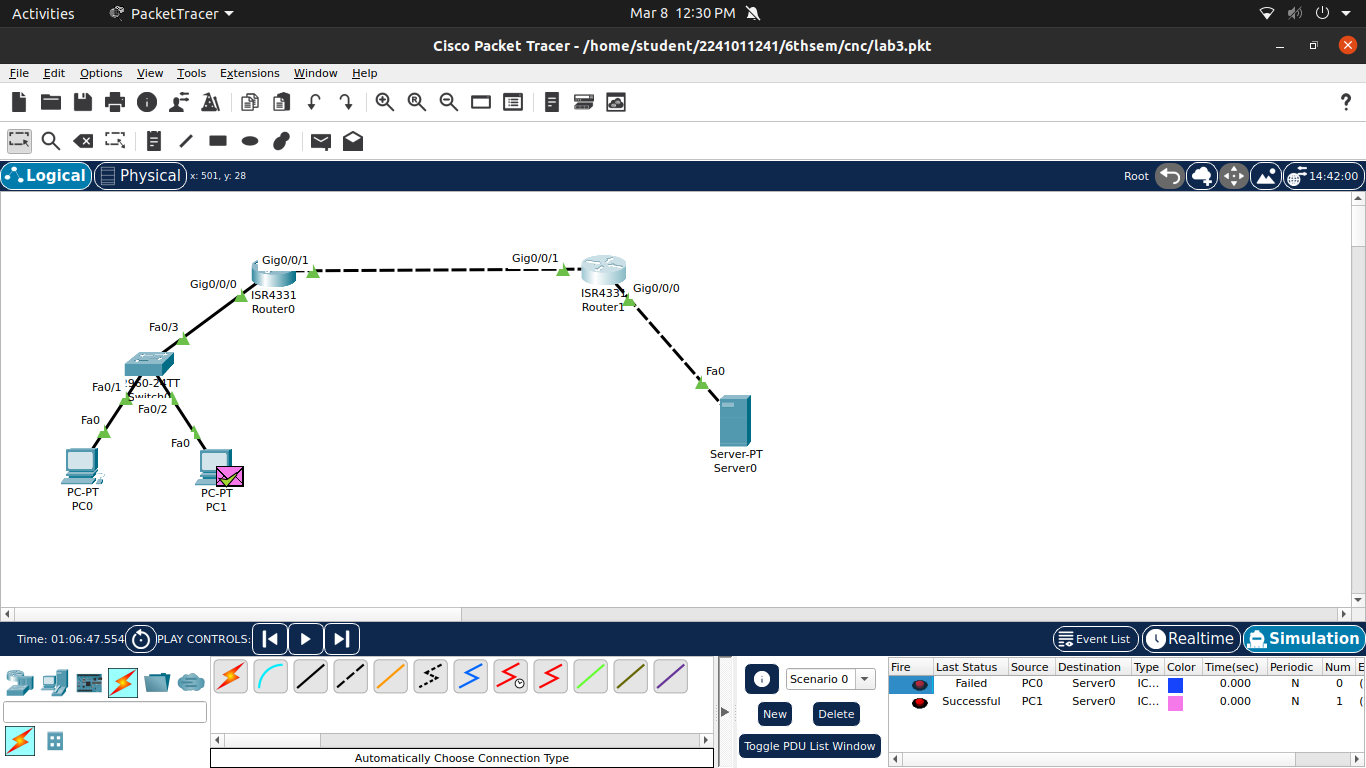 Activities PacketTracer Mar 8 12:30 PM
Cisco Packet Tracer - /home/student/2241011241/6thsem/cnc/lab3.pkt
File Edit Options View Tools Extensions Window Help
Logical Physical x: 501, y: 28 Root 14:42:00
Gig0/0/1 Gig0/0/1
Gig0/0/0 Gig0/0/0
ISR4331 ISR4331
Router0 Router1
Fa0/3
Fa0
Fa0/1 960-24TT
Switch0
Fa0/2
Fa0
Fa0
Server-PT
Server0
PC-PT PC-PT
PC0 PC1
Time: 01:06:47.554 PLAY CONTROLS: Event List Realtime Simulation
Scenario 0
New Delete
Toggle PDU List Window
Fire Last Status Source Destination Type Color Time(sec) Periodic Num E
Failed PC0 Server0 IC... 0.000 N 0 (
Successful PC1 Server0 IC... 0.000 N 1 (
Automatically Choose Connection Type